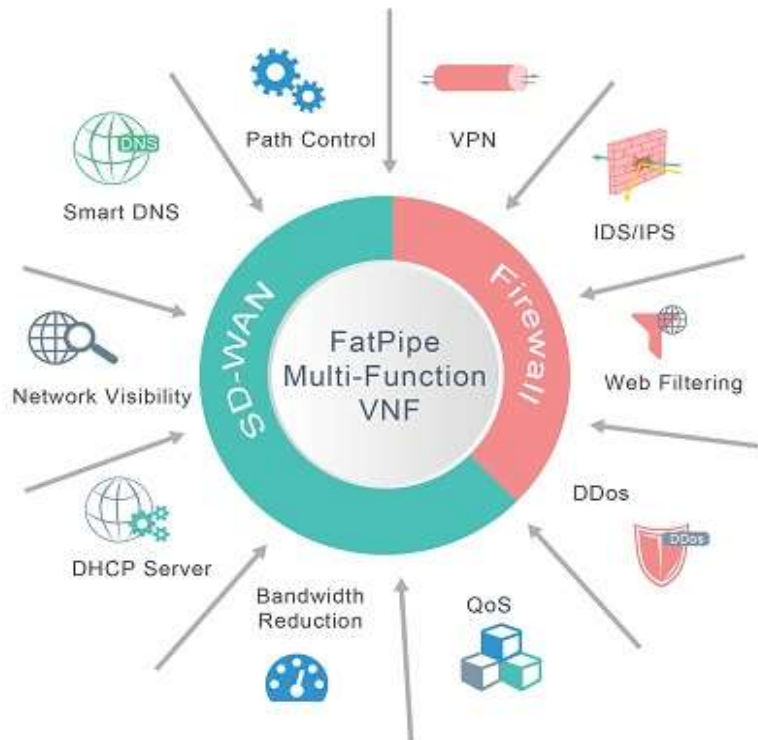 Path Control
VPN
DNS
Smart DNS
IDS/IPS
SD-WAN
Firewall
FatPipe
Multi-Function
VNF
Network Visibility
Web Filtering
DHCP Server
DDos
DDos
Bandwidth
Reduction
QoS